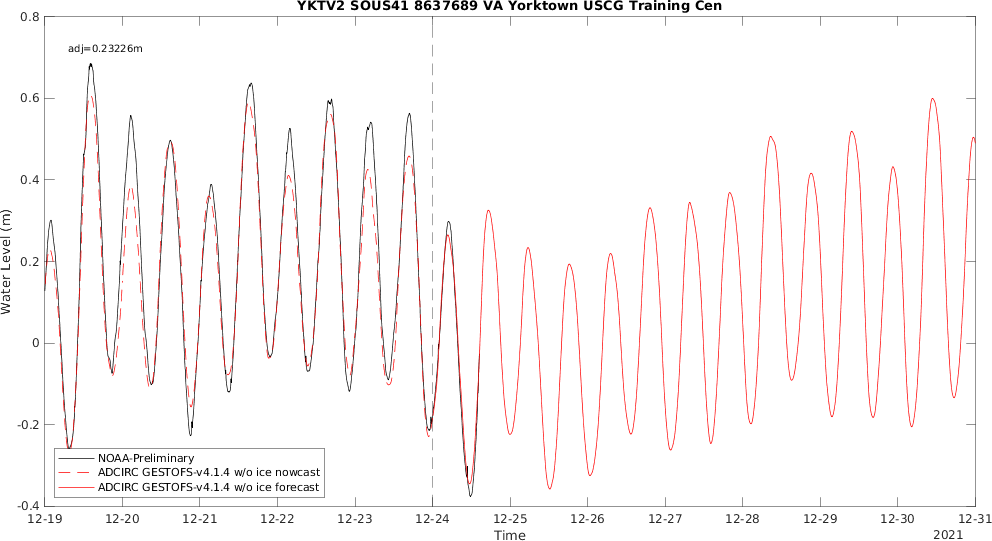 YKTV2 SOUS41 8637689 VA Yorktown USCG Training Cen
adj=0.23226m
0.8
0.6
0.4
0.2
0
-0.2
-0.4
Water Level (m)
NOAA-Preliminary
ADCIRC GESTOFS-v4.1.4 w/o ice nowcast
ADCIRC GESTOFS-v4.1.4 w/o ice forecast
12-19 12-20 12-21 12-22 12-23 12-24 12-25 12-26 12-27 12-28 12-29 12-30 12-31
Time
2021